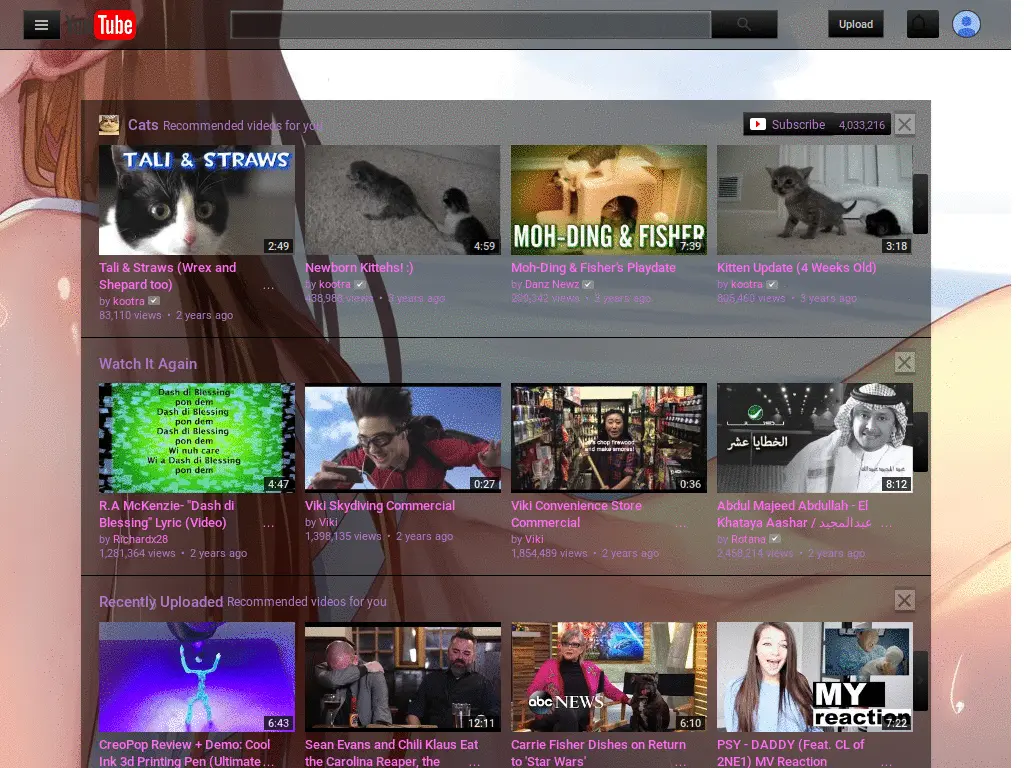 You Tube
Upload
Cats Recommended videos for you
Subscribe 4,033,216
TALI & STRAWS
MOH-DING & FISHER
2:49
4:59
7:39
3:18
Tali & Straws (Wrex and
Shepard too) ...
by kootra
83,110 views • 2 years ago
Newborn Kittehs! :)
by kootra
438,988 views • 3 years ago
Moh-Ding & Fisher's Playdate
by Danz Newz
views • 3 years ago
Kitten Update (4 Weeks Old)
by kootra
805,460 views • 3 years ago
Watch It Again
Dash di Blessing
pon dem
Dash di Blessing
pon dem
Dash di Blessing
pon dem
Wi nuh care
Wi a Dash di Blessing
pon dem
4:47
0:27
Let's chop firewood
and make smores!
0:36
الخطايا عشر
8:12
R.A McKenzie- "Dash di
Blessing" Lyric (Video) ...
by Richardx28
1,281,364 views • 2 years ago
Viki Skydiving Commercial
by Viki
1,398,135 views • 2 years ago
Viki Convenience Store
Commercial ...
by Viki
1,854,489 views • 2 years ago
Abdul Majeed Abdullah - El
Khataya Aashar / عبدالمجيد ...
by Rotana
2,458,214 views • 2 years ago
Recently Uploaded Recommended videos for you
6:43
12:11
abc NEWS
6:10
MY
reaction
7:22
CreoPop Review + Demo: Cool
Ink 3d Printing Pen (Ultimate ...
Sean Evans and Chili Klaus Eat
the Carolina Reaper, the ...
Carrie Fisher Dishes on Return
to 'Star Wars' ...
PSY - DADDY (Feat. CL of
2NE1) MV Reaction ...